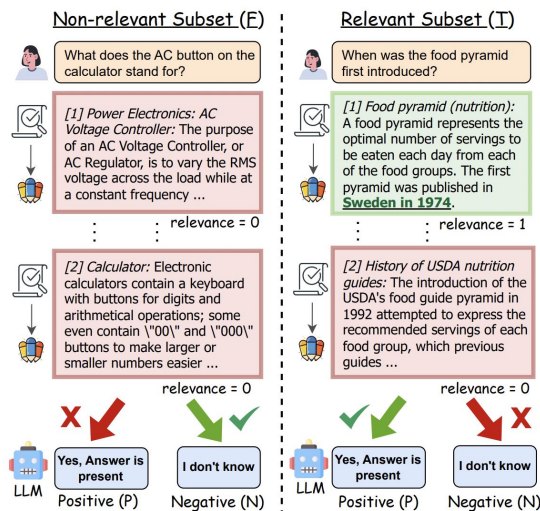 Non-relevant Subset (F)
What does the AC button on the
calculator stand for?
[1] Power Electronics: AC
Voltage Controller: The purpose
of an AC Voltage Controller, or
AC Regulator, is to vary the RMS
voltage across the load while at
a constant frequency ...
relevance = 0
[2] Calculator: Electronic
calculators contain a keyboard
with buttons for digits and
arithmetical operations; some
even contain \"00\" and \"000\"
buttons to make larger or
smaller numbers easier ...
relevance = 0
LLM
Yes, Answer is
present
Positive (P)
I don't know
Negative (N)
Relevant Subset (T)
When was the food pyramid
first introduced?
[1] Food pyramid (nutrition):
A food pyramid represents the
optimal number of servings to
be eaten each day from each
of the food groups. The first
pyramid was published in
Sweden in 1974.
relevance = 1
[2] History of USDA nutrition
guides: The introduction of the
USDA's food guide pyramid in
1992 attempted to express the
recommended servings of each
food group, which previous
guides ...
relevance = 0
LLM
Yes, Answer is
present
Positive (P)
I don't know
Negative (N)